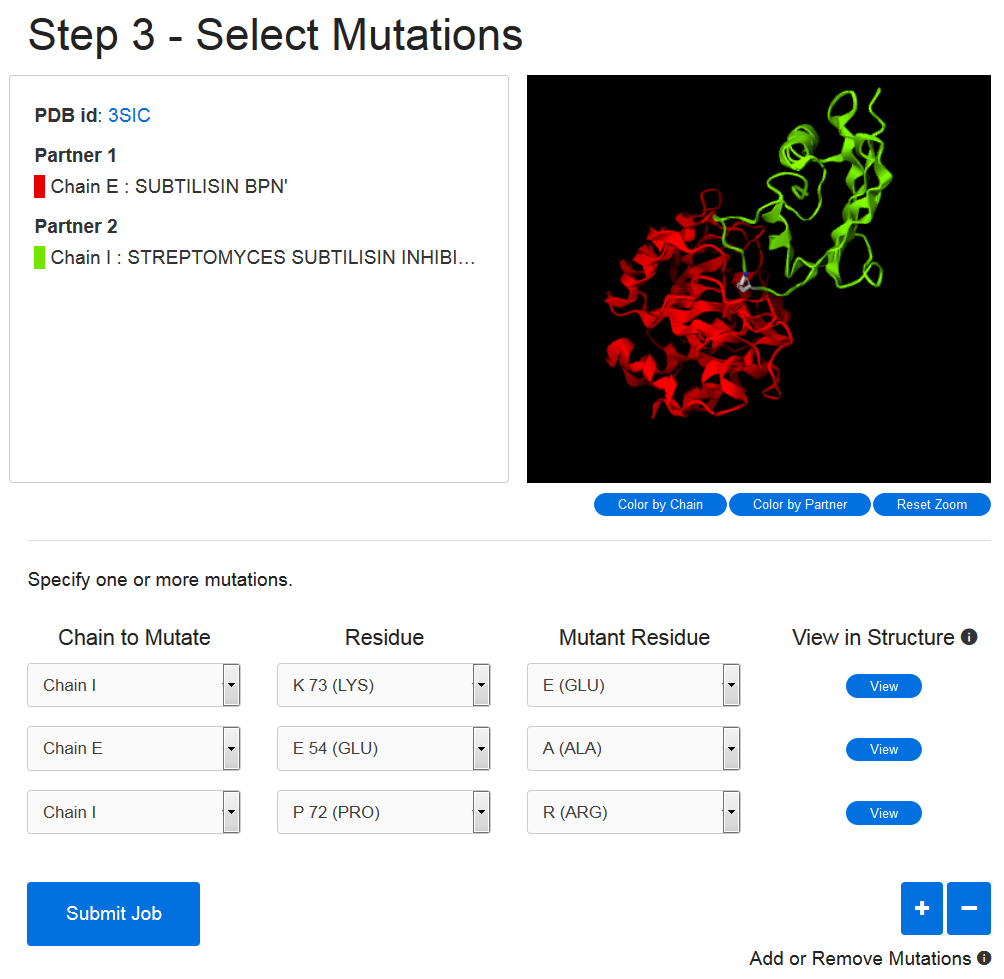 Step 3 - Select Mutations
PDB id: 3SIC
Partner 1
Chain E : SUBTILISIN BPN'
Partner 2
Chain I : STREPTOMYCES SUBTILISIN INHIBI...
Color by Chain Color by Partner Reset Zoom
Specify one or more mutations.
Chain to Mutate Residue Mutant Residue View in Structure
Chain I K 73 (LYS) E (GLU) View
Chain E E 54 (GLU) A (ALA) View
Chain I P 72 (PRO) R (ARG) View
Submit Job + −
Add or Remove Mutations